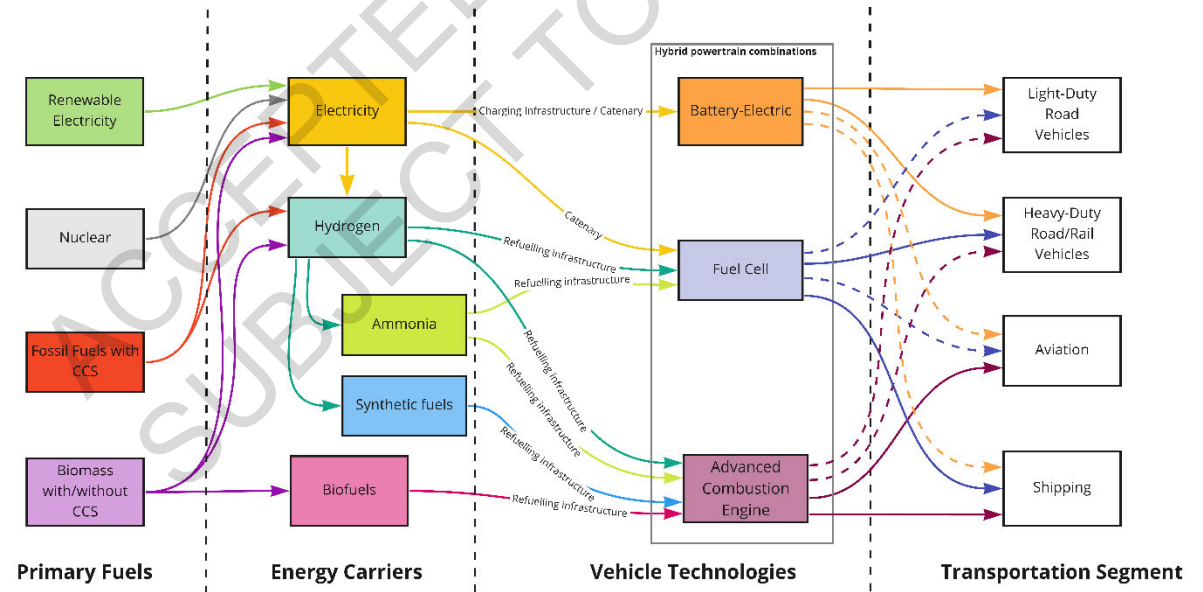 ACCEPTED
SUBJECT TO
Hybrid powertrain combinations
Renewable
Electricity
Nuclear
Fossil Fuels with
CCS
Biomass
with/without
CCS
Electricity
Hydrogen
Ammonia
Synthetic fuels
Biofuels
Charging Infrastructure / Catenary
Catenary
Refuelling infrastructure
Refuelling infrastructure
Refuelling infrastructure
Refuelling infrastructure
Refuelling infrastructure
Refuelling infrastructure
Battery-Electric
Fuel Cell
Advanced
Combustion
Engine
Light-Duty
Road
Vehicles
Heavy-Duty
Road/Rail
Vehicles
Aviation
Shipping
Primary Fuels
Energy Carriers
Vehicle Technologies
Transportation Segment